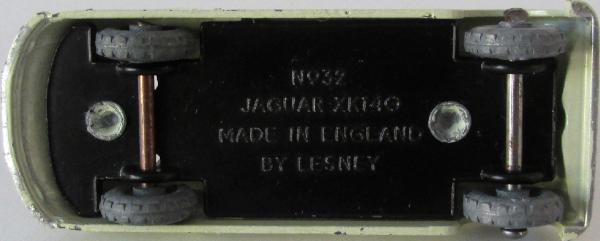 No32
JAGUAR-XK140
MADE IN ENGLAND
BY LESNEY